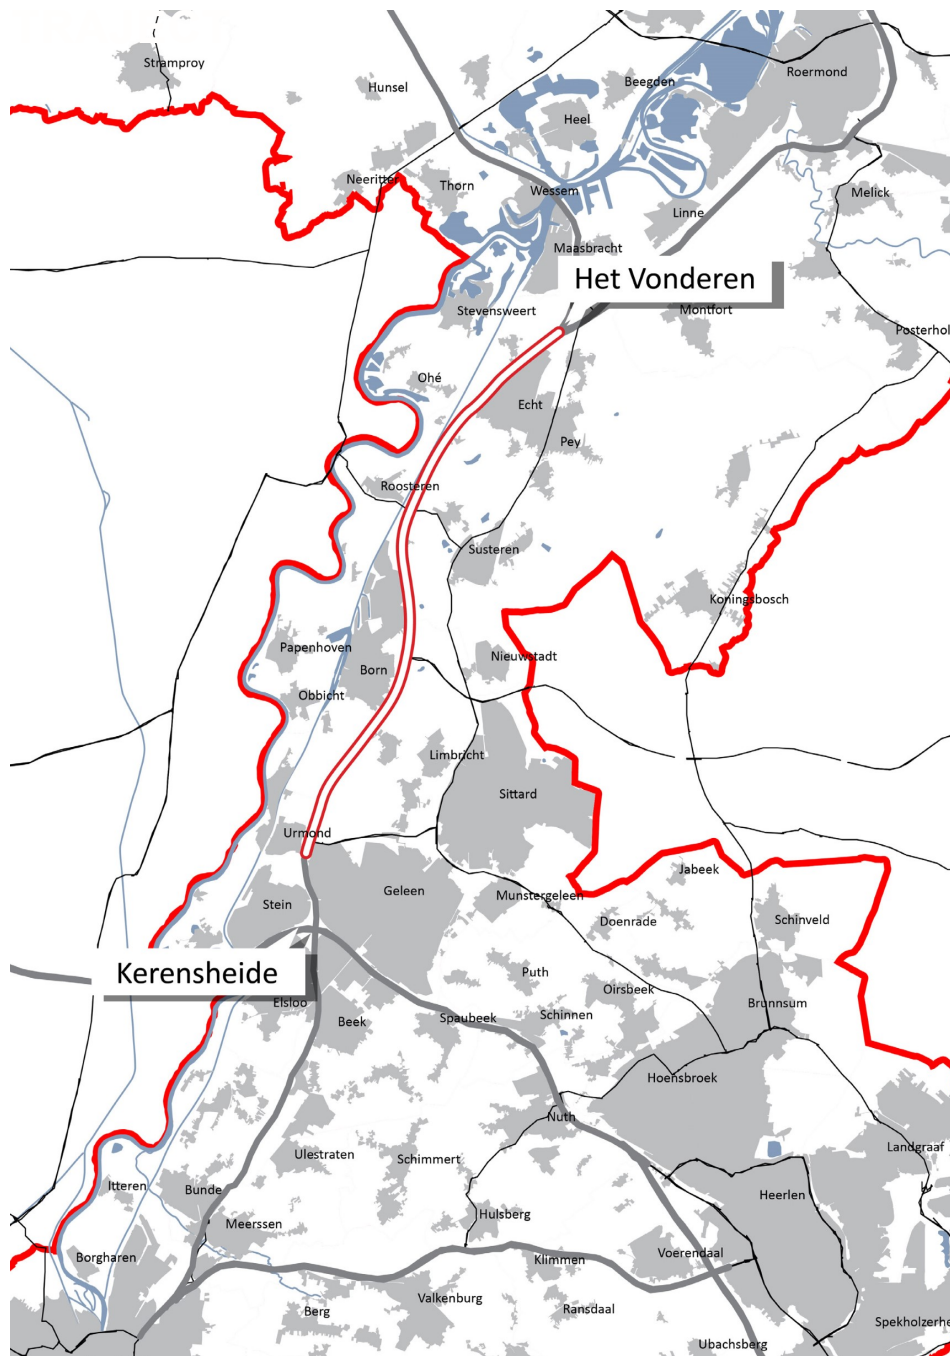 Stramproy
Hunsel
Beegden
Roermond
Heel
Neeritter
Thorn
Wessem
Melick
Linne
Maasbracht
Het Vonderen
Stevensweert
Montfort
Posterhol
Ohé
Echt
Pey
Roosteren
Susteren
Koningsbosch
Papenhoven
Nieuwstadt
Born
Obbicht
Limbricht
Sittard
Urmond
Jabeek
Geleen
Munstergeleen
Stein
Doenrade
Schinveld
Kerensheide
Puth
Oirsbeek
Elsloo
Brunnsum
Beek
Spaubeek
Schinnen
Hoensbroek
Nuth
Landgraaf
Ulestraten
Schimmert
Itteren
Bunde
Heerlen
Hulsberg
Meerssen
Borgharen
Klimmen
Voerendaal
Valkenburg
Berg
Ransdaal
Spekholzerhe
Ubachsberg